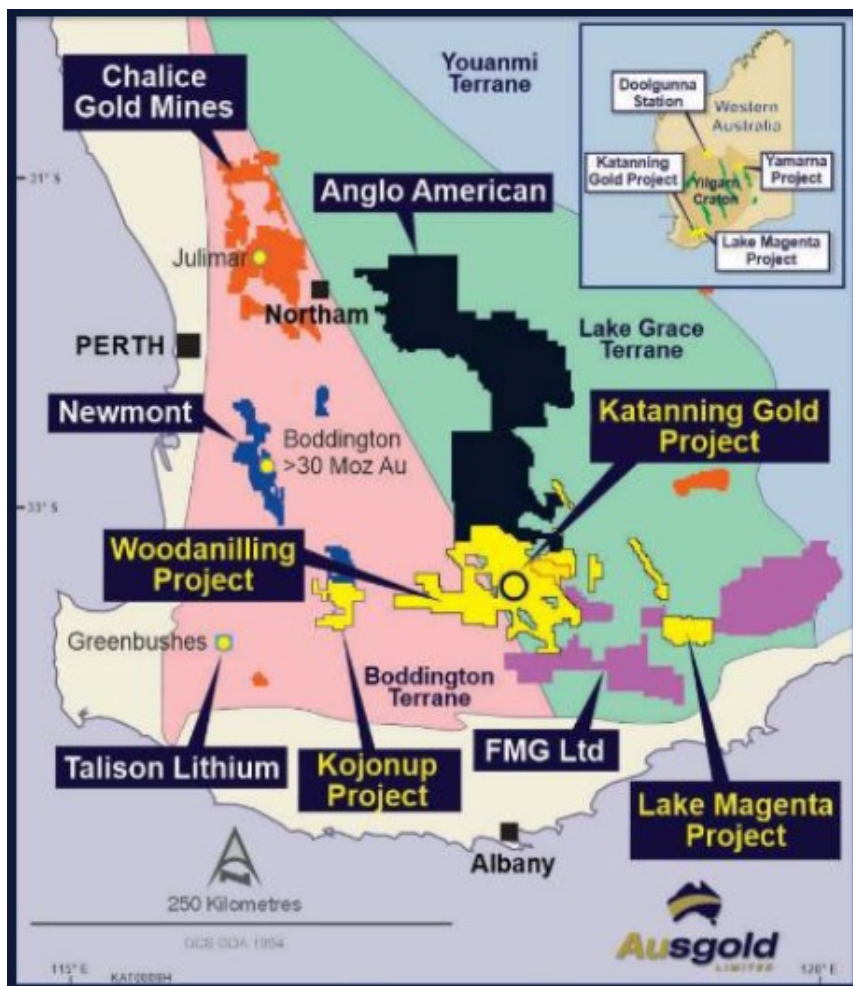 Chalice
Gold Mines
Youanmi
Terrane
Doolgunna
Station
Western
Australia
Katanning
Gold Project
Yamarna
Project
Yilgarn
Craton
Lake Magenta
Project
31° S
Anglo American
Julimar
Northam
PERTH
Lake Grace
Terrane
Newmont
Katanning Gold
Project
Boddington
>30 Moz Au
33° S
Woodanilling
Project
Greenbushes
Boddington
Terrane
Talison Lithium
Kojonup
Project
FMG Ltd
Lake Magenta
Project
Albany
250 Kilometres
GCS GDA 1994
Ausgold
LIMITED
115° E
KAT0009H
120° E